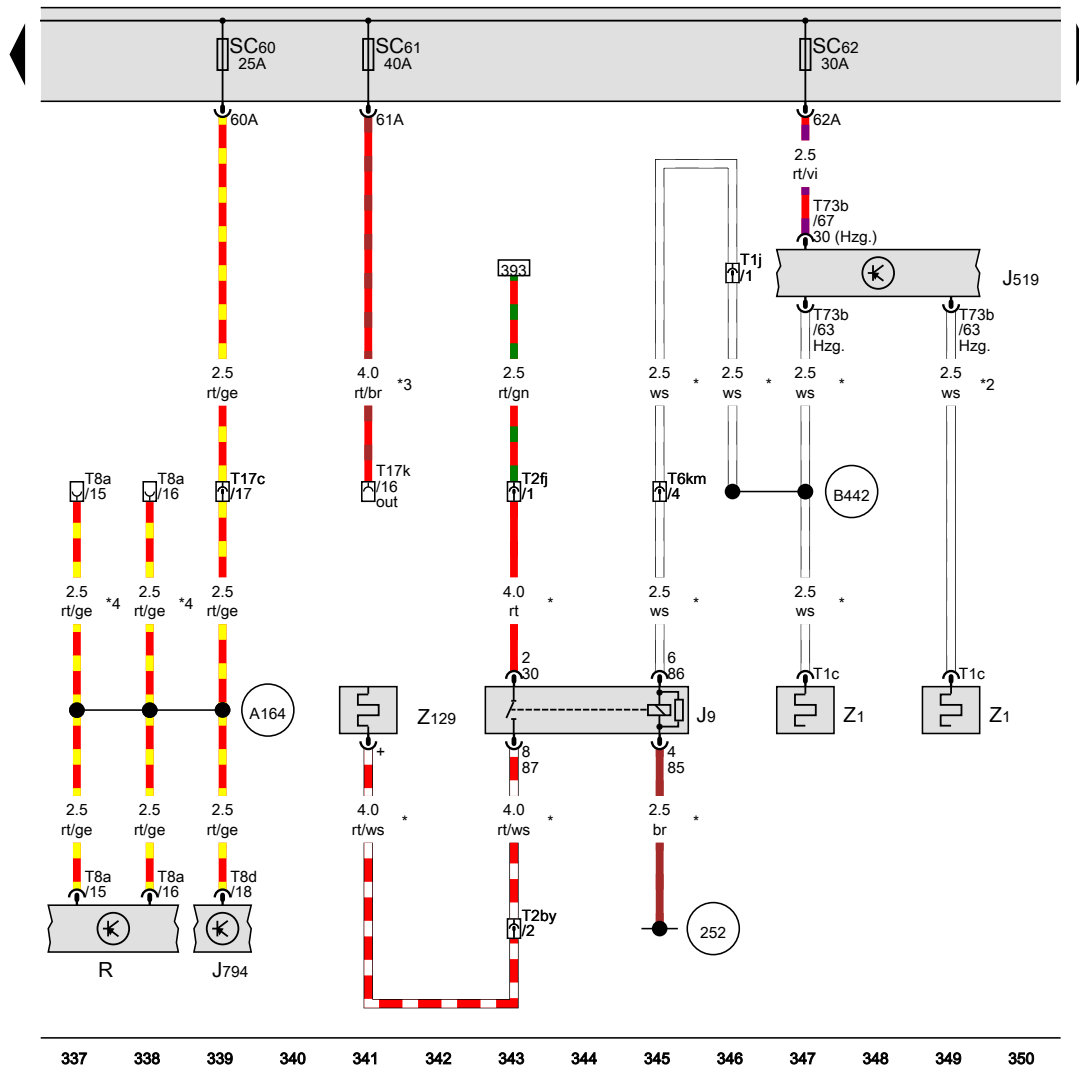 SC60
25A
SC61
40A
SC62
30A
60A
61A
62A
2.5
rt/vi
T73b
/67
30 (Hzg.)
393
T1j
/1
J519
T73b
/63
Hzg.
T73b
/63
Hzg.
2.5
rt/ge
4.0
rt/br
*3
2.5
rt/gn
2.5
ws
*
2.5
ws
*
2.5
ws
*
2.5
ws
*2
T8a
/15
T8a
/16
T17c
/17
T17k
/16
out
T2fj
/1
T6km
/4
B442
2.5
rt/ge
*4
2.5
rt/ge
*4
2.5
rt/ge
4.0
rt
*
2.5
ws
*
2.5
ws
*
2
30
6
86
T1c
T1c
A164
Z129
J9
Z1
Z1
+
8
87
4
85
2.5
rt/ge
2.5
rt/ge
2.5
rt/ge
4.0
rt/ws
*
4.0
rt/ws
*
2.5
br
*
T8a
/15
T8a
/16
T8d
/18
T2by
/2
252
R
J794
337 338 339 340 341 342 343 344 345 346 347 348 349 350